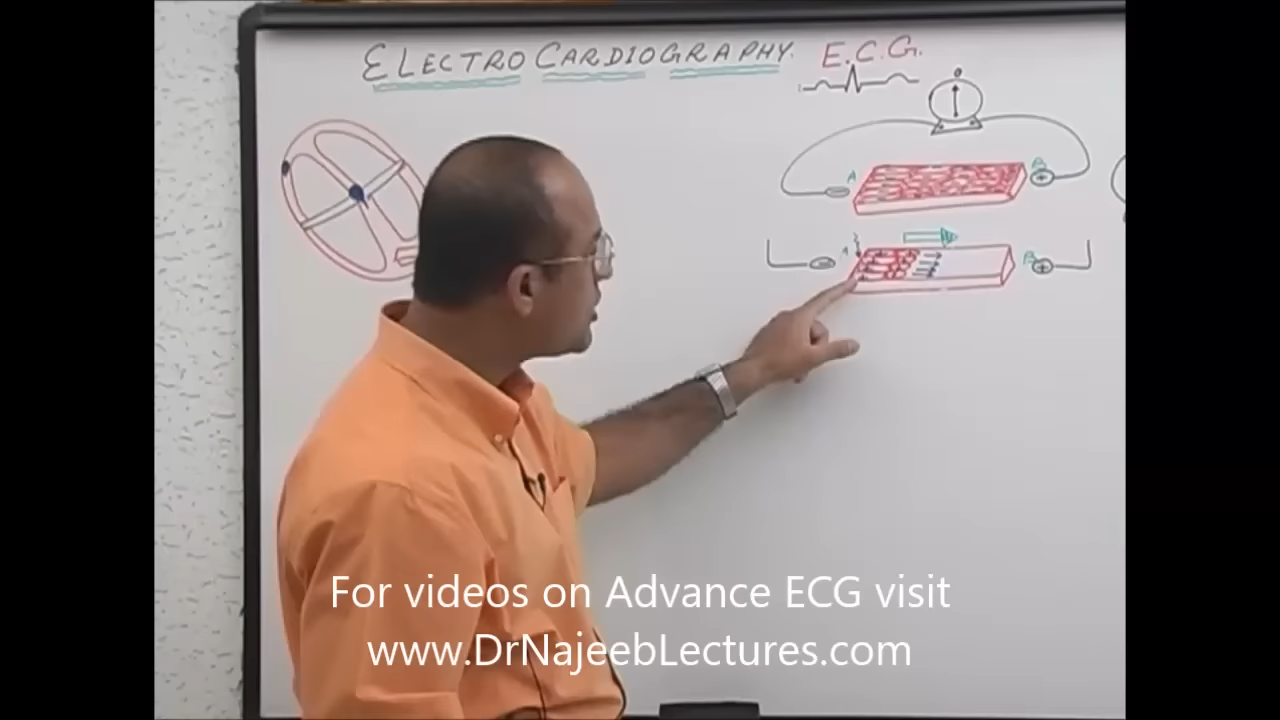 ELECTRO CARDIOGRAPHY. E.C.G.
A B
A B
For videos on Advance ECG visit
www.DrNajeebLectures.com